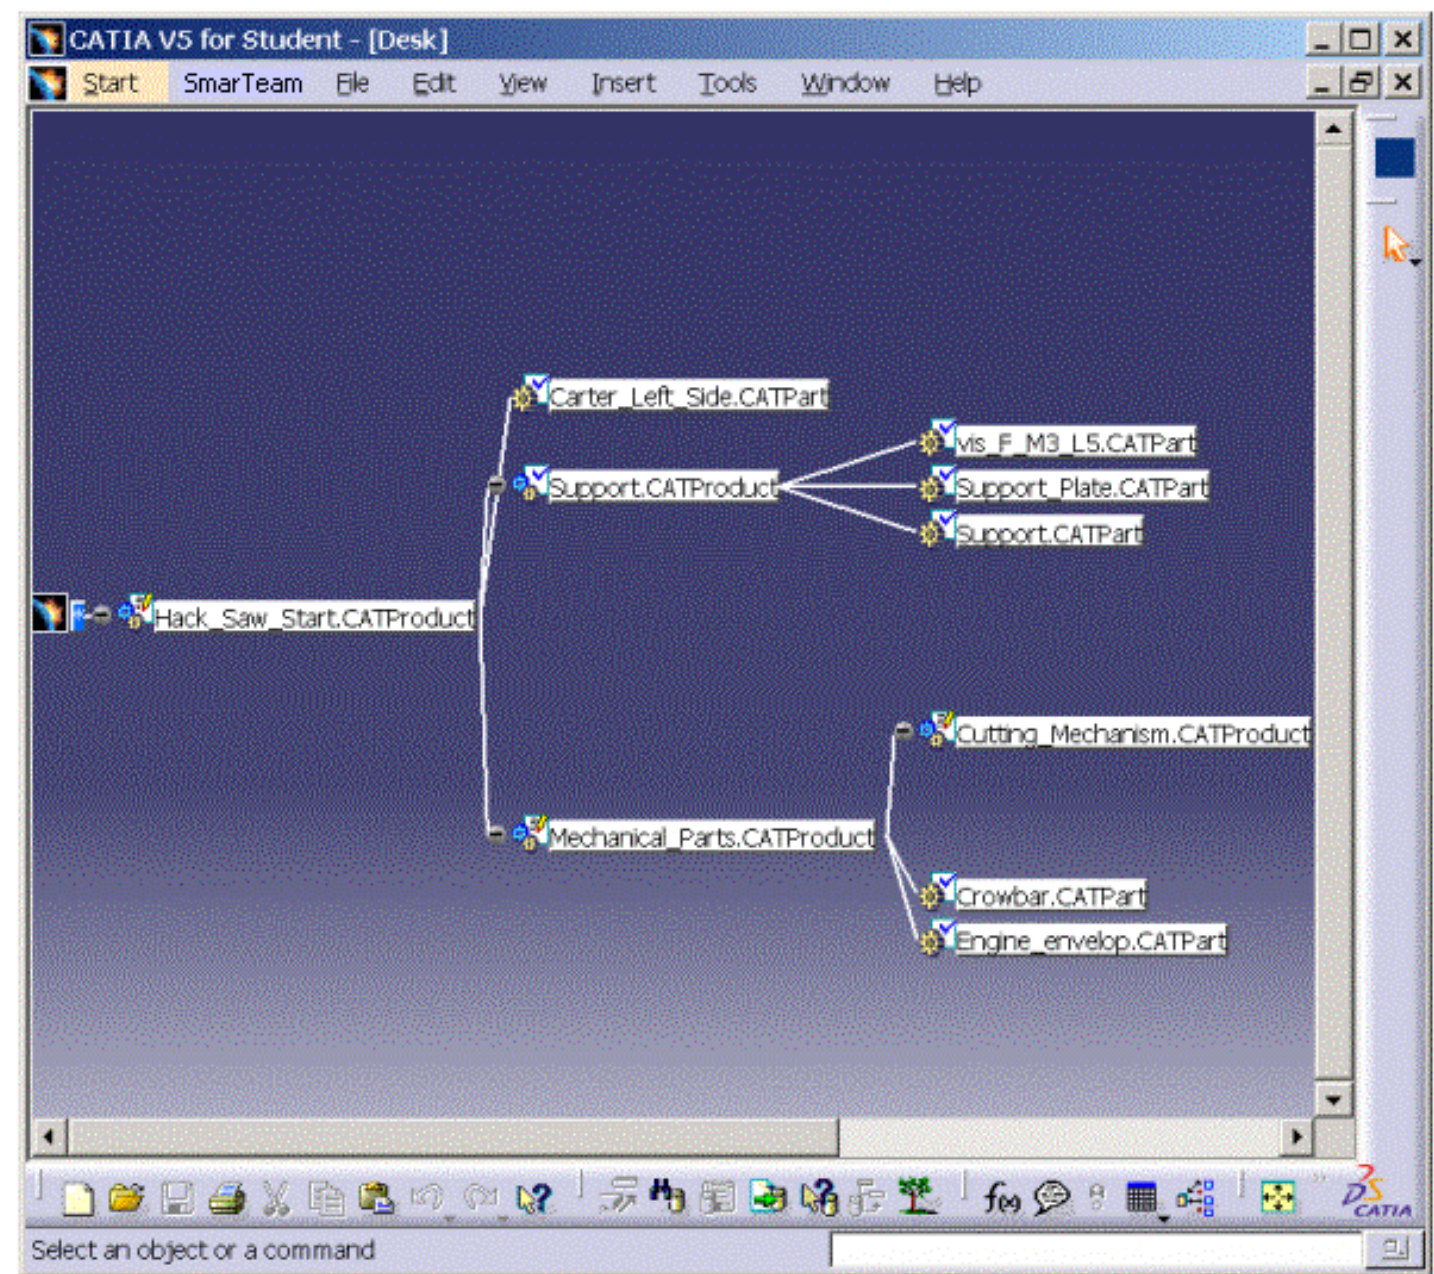 CATIA V5 for Student - [Desk]
Start SmarTeam File Edit View Insert Tools Window Help
Carter_Left_Side.CATPart
vis_F_M3_L5.CATPart
Support.CATProduct
Support_Plate.CATPart
Support.CATPart
Hack_Saw_Start.CATProduct
Cutting_Mechanism.CATProduct
Mechanical_Parts.CATProduct
Crowbar.CATPart
Engine_envelop.CATPart
f(x)
DS
CATIA
Select an object or a command